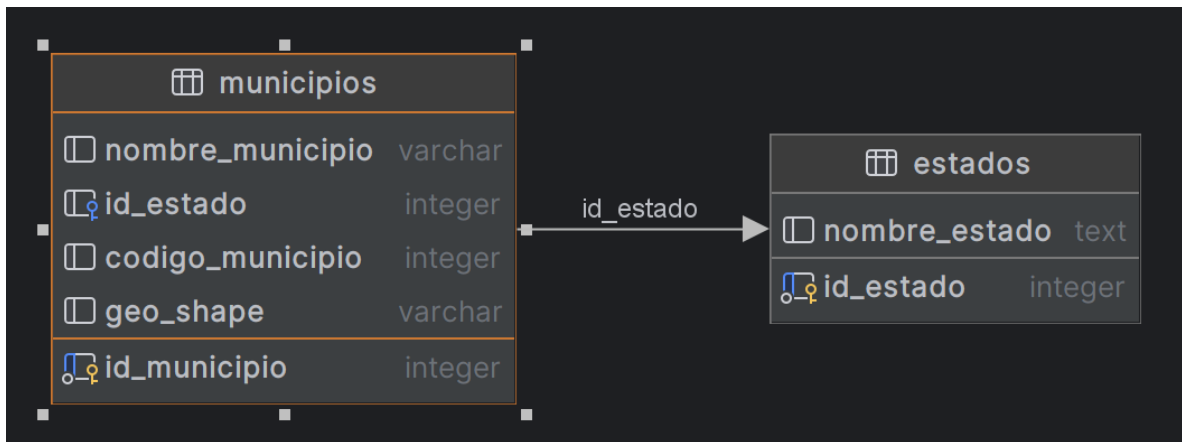 municipios
nombre_municipio varchar
id_estado integer
codigo_municipio integer
geo_shape varchar
id_municipio integer
id_estado
estados
nombre_estado text
id_estado integer